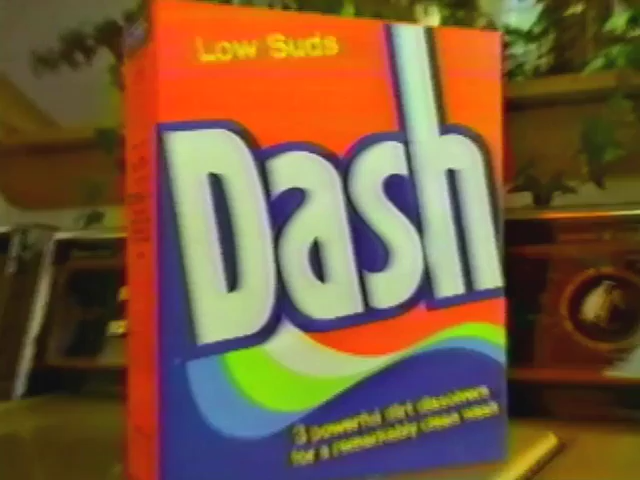 Low Suds
Dash
3 powerful dirt dissolvers
for a remarkably clean wash